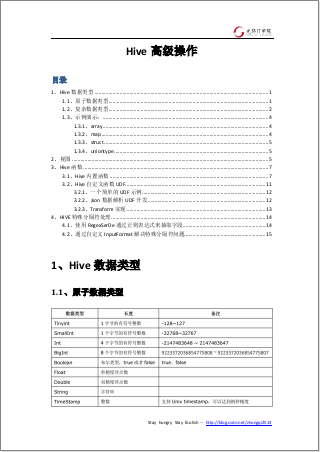 Hive 高级操作
目录
1、Hive 数据类型 ........ 1
1.1、原子数据类型 ........ 1
1.2、复杂数据类型 ........ 2
1.3、示例演示: ........ 4
1.3.1、array ........ 4
1.3.2、map ........ 4
1.3.3、struct ........ 5
1.3.4、uniontype ........ 5
2、视图 ........ 5
3、Hive 函数 ........ 7
3.1、Hive 内置函数 ........ 7
3.2、Hive 自定义函数 UDF ........ 11
3.2.1、一个简单的 UDF 示例 ........ 12
3.2.2、Json 数据解析 UDF 开发 ........ 12
3.2.3、Transform 实现 ........ 13
4、HIVE 特殊分隔符处理 ........ 14
4.1、使用 RegexSerDe 通过正则表达式来抽取字段 ........ 14
4.2、通过自定义 InputFormat 解决特殊分隔符问题 ........ 15
1、Hive 数据类型
1.1、原子数据类型
数据类型 长度 备注
Tinyint 1 字节的有符号整数 -128~127
SmallInt 1 个字节的有符号整数 -32768~32767
Int 4 个字节的有符号整数 -2147483648 ~ 2147483647
BigInt 8 个字节的有符号整数 -9223372036854775808 ~ 9223372036854775807
Boolean 布尔类型，true 或者 false true、false
Float 单精度浮点数
Double 双精度浮点数
String 字符串
TimeStamp 整数 支持 Unix timestamp，可以达到纳秒精度
Stay hungry Stay foolish -- http://blog.csdn.net/zhongqi2513